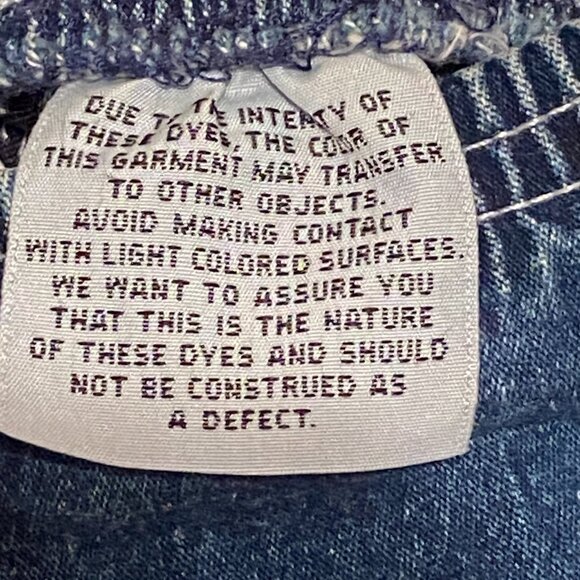 DUE TO THE INTENSITY OF
THESE DYES, THE COLOR OF
THIS GARMENT MAY TRANSFER
TO OTHER OBJECTS.
AVOID MAKING CONTACT
WITH LIGHT COLORED SURFACES.
WE WANT TO ASSURE YOU
THAT THIS IS THE NATURE
OF THESE DYES AND SHOULD
NOT BE CONSTRUED AS
A DEFECT.